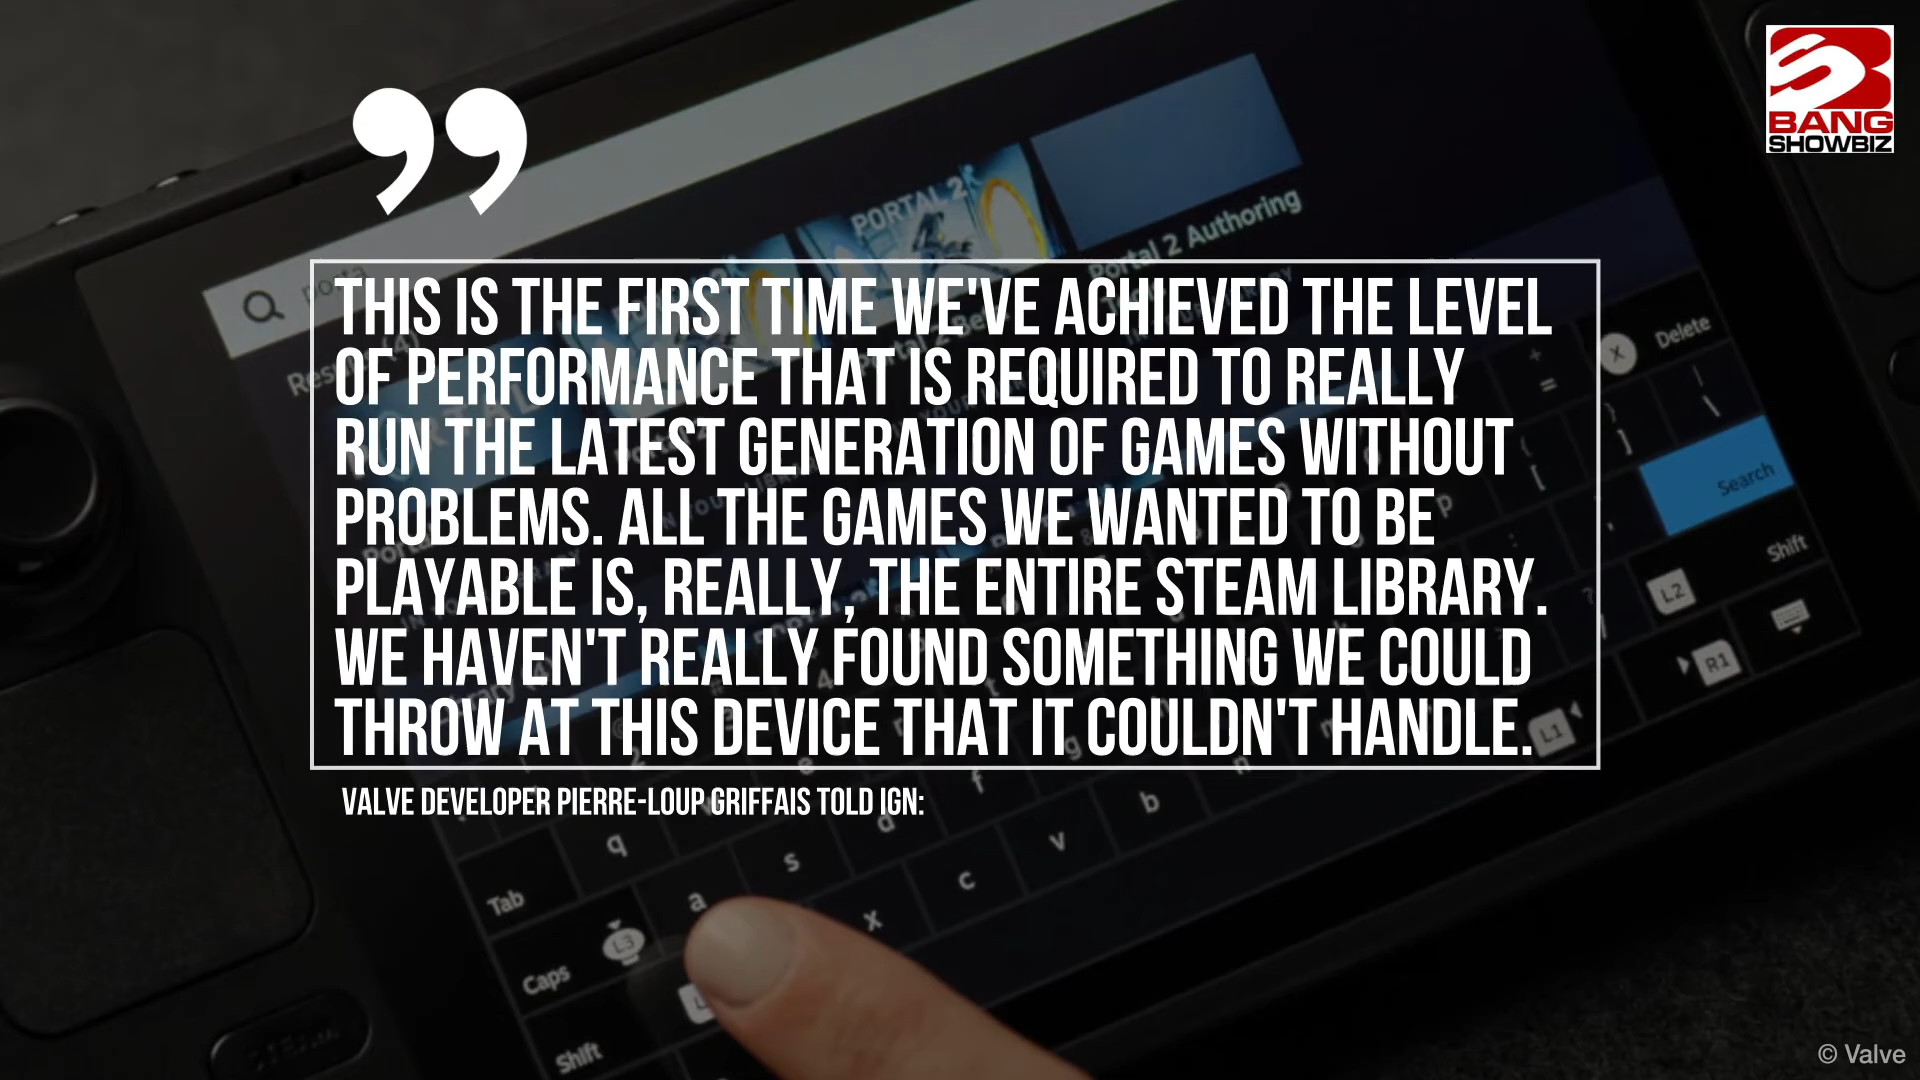 BANG
SHOWBIZ
”
THIS IS THE FIRST TIME WE'VE ACHIEVED THE LEVEL
OF PERFORMANCE THAT IS REQUIRED TO REALLY
RUN THE LATEST GENERATION OF GAMES WITHOUT
PROBLEMS. ALL THE GAMES WE WANTED TO BE
PLAYABLE IS, REALLY, THE ENTIRE STEAM LIBRARY.
WE HAVEN'T REALLY FOUND SOMETHING WE COULD
THROW AT THIS DEVICE THAT IT COULDN'T HANDLE.
VALVE DEVELOPER PIERRE-LOUP GRIFFAIS TOLD IGN:
PORTAL 2
Portal 2 Authoring
Delete
X
Search
Shift
L2
R1
L1
p
q
s
d
f
g
Tab
a
x
c
v
b
n
Caps
L3
Shift
© Valve